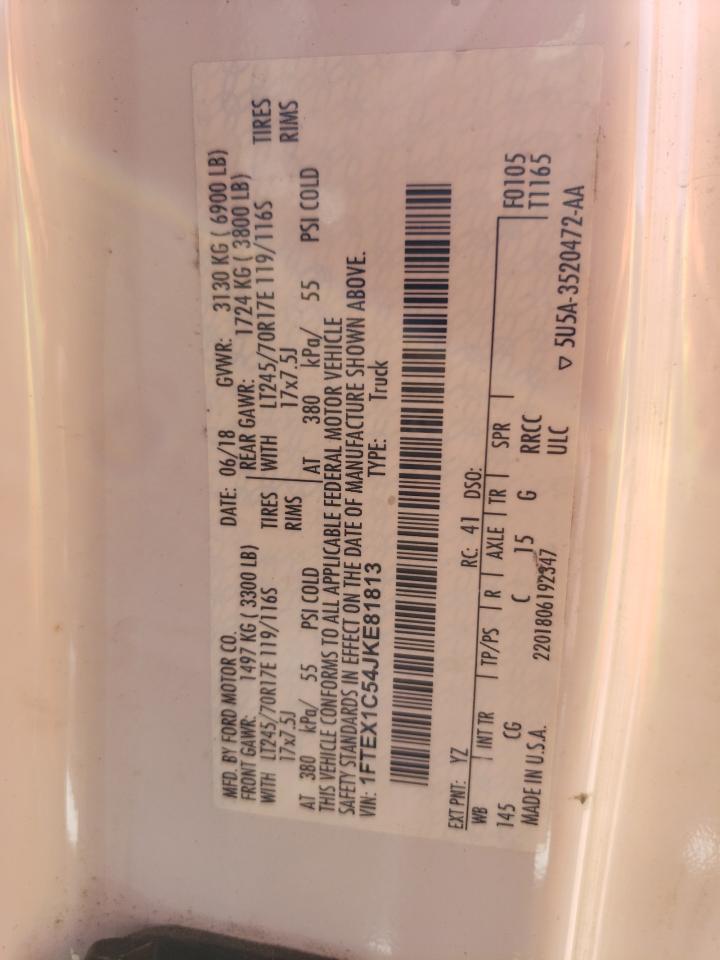 MFD. BY FORD MOTOR CO. DATE: 06/18 GVWR: 3130 KG ( 6900 LB)
FRONT GAWR: 1497 KG ( 3300 LB) REAR GAWR: 1724 KG ( 3800 LB)
WITH LT245/70R17E 119/116S TIRES WITH LT245/70R17E 119/116S TIRES
17x7.5J RIMS 17x7.5J RIMS
AT 380 kPa/ 55 PSI COLD AT 380 kPa/ 55 PSI COLD
THIS VEHICLE CONFORMS TO ALL APPLICABLE FEDERAL MOTOR VEHICLE
SAFETY STANDARDS IN EFFECT ON THE DATE OF MANUFACTURE SHOWN ABOVE.
VIN: 1FTEX1C54JKE81813 TYPE: Truck
EXT PNT: YZ RC: 41 DSO:
WB INT TR TP/PS R AXLE TR SPR F0105
145 CG C 15 G RRCC T1165
MADE IN U.S.A. 2201806192347 ULC
▽ 5U5A-3520472-AA